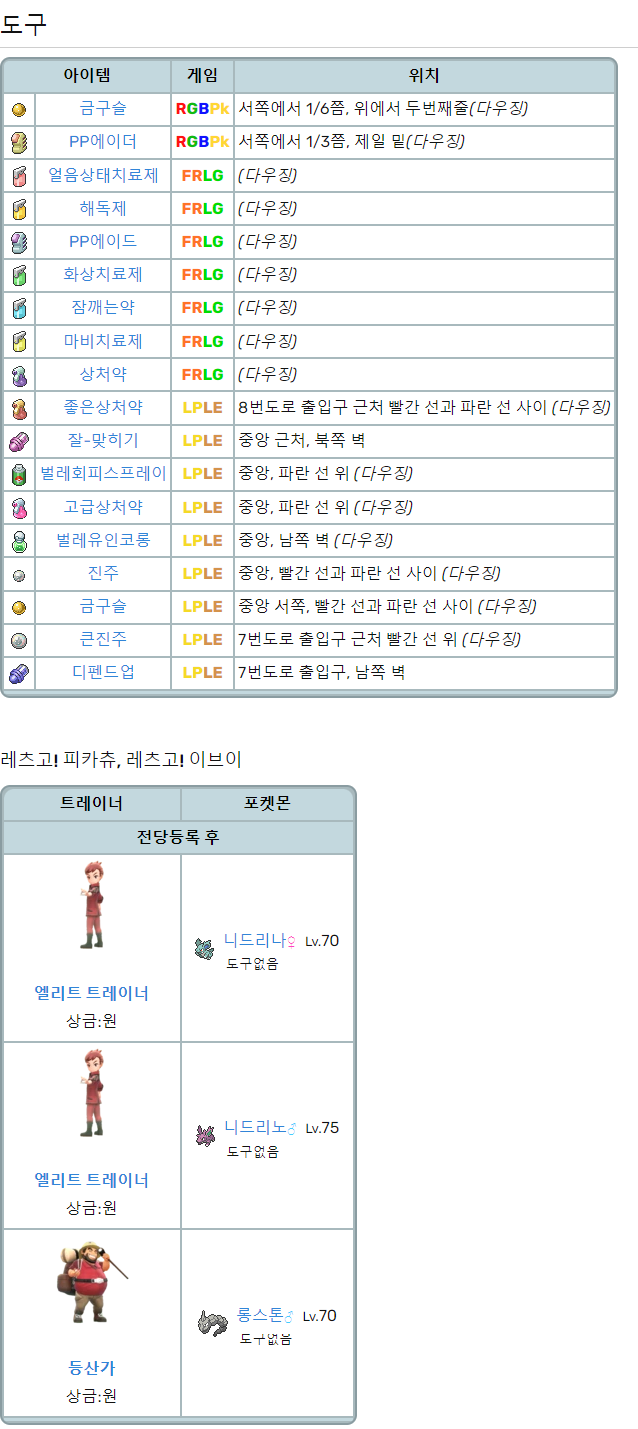 도구
아이템 게임 위치
금구슬 RGBPk 서쪽에서 1/6쯤, 위에서 두번째줄(다우징)
PP에이더 RGBPk 서쪽에서 1/3쯤, 제일 밑(다우징)
얼음상태치료제 FRLG (다우징)
해독제 FRLG (다우징)
PP에이드 FRLG (다우징)
화상치료제 FRLG (다우징)
잠깨는약 FRLG (다우징)
마비치료제 FRLG (다우징)
상처약 FRLG (다우징)
좋은상처약 LPLE 8번도로 출입구 근처 빨간 선과 파란 선 사이 (다우징)
잘-맞히기 LPLE 중앙 근처, 북쪽 벽
벌레회피스프레이 LPLE 중앙, 파란 선 위 (다우징)
고급상처약 LPLE 중앙, 파란 선 위 (다우징)
벌레유인코롱 LPLE 중앙, 남쪽 벽 (다우징)
진주 LPLE 중앙, 빨간 선과 파란 선 사이 (다우징)
금구슬 LPLE 중앙 서쪽, 빨간 선과 파란 선 사이 (다우징)
큰진주 LPLE 7번도로 출입구 근처 빨간 선 위 (다우징)
디펜드업 LPLE 7번도로 출입구, 남쪽 벽
레츠고! 피카츄, 레츠고! 이브이
트레이너 포켓몬
전당등록 후
엘리트 트레이너
상금:원
니드리나♀ Lv.70
도구없음
엘리트 트레이너
상금:원
니드리노♂ Lv.75
도구없음
등산가
상금:원
롱스톤♂ Lv.70
도구없음